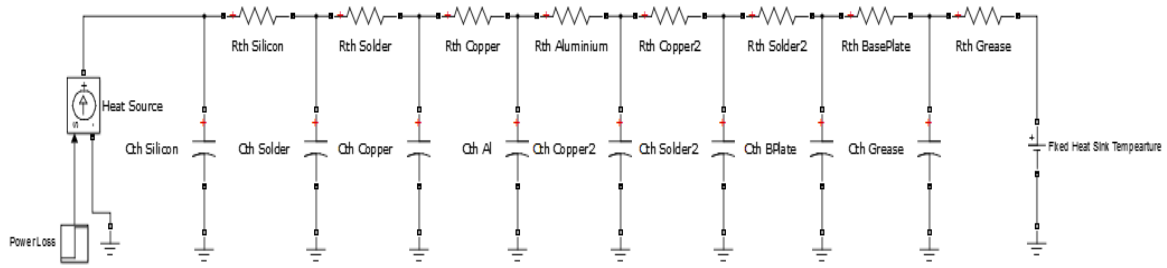 Rth Silicon
Rth Solder
Rth Copper
Rth Aluminium
Rth Copper2
Rth Solder2
Rth BasePlate
Rth Grease
Heat Source
Cth Silicon
Cth Solder
Cth Copper
Cth Al
Cth Copper2
Cth Solder2
Cth BPlate
Cth Grease
Fixed Heat Sink Tempearture
Power Loss